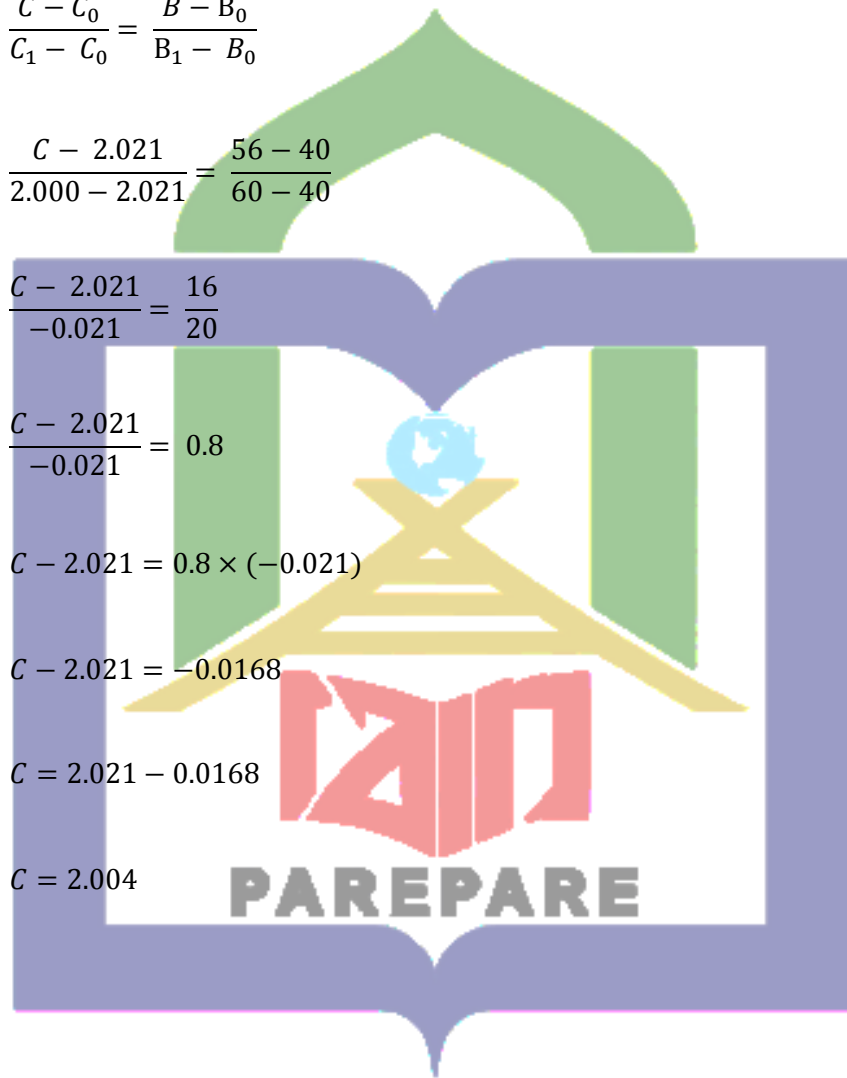 C − C₀ / C₁ − C₀ = B − B₀ / B₁ − B₀
C − 2.021 / 2.000 − 2.021 = 56 − 40 / 60 − 40
C − 2.021 / −0.021 = 16 / 20
C − 2.021 / −0.021 = 0.8
C − 2.021 = 0.8 × (−0.021)
C − 2.021 = −0.0168
C = 2.021 − 0.0168
iain
C = 2.004
PAREPARE